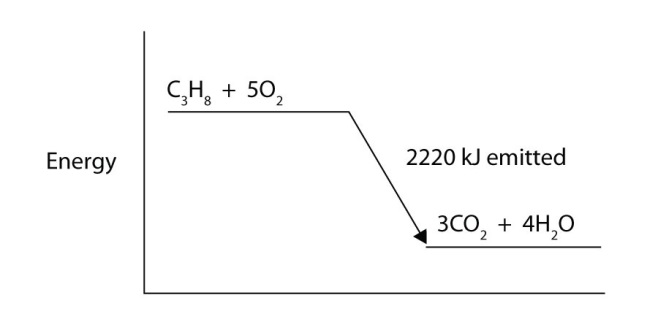 C₃H₈ + 5O₂
Energy
2220 kJ emitted
3CO₂ + 4H₂O